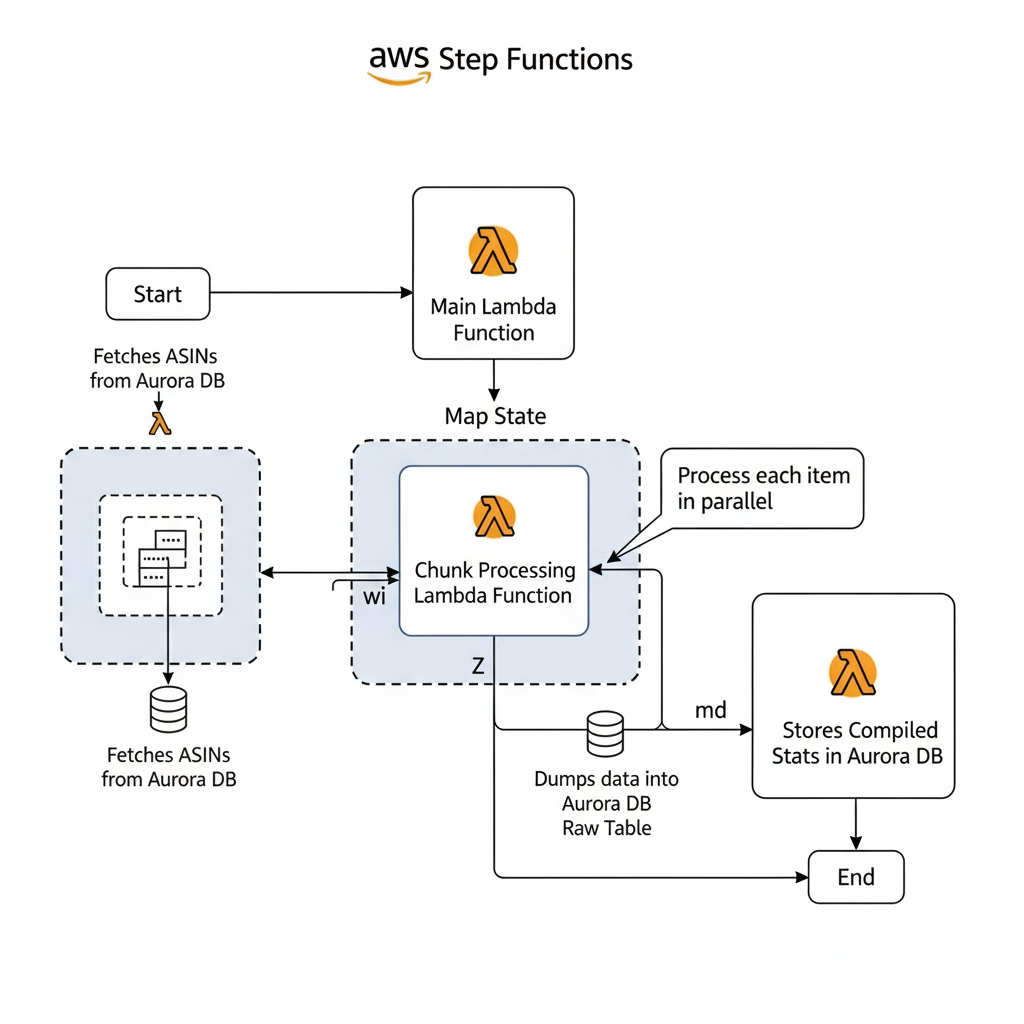 aws Step Functions
Main Lambda
Function
Start
Fetches ASINs
from Aurora DB
Map State
Process each item
in parallel
Chunk Processing
Lambda Function
wi
Z
md
Stores Compiled
Stats in Aurora DB
Fetches ASINs
from Aurora DB
Dumps data into
Aurora DB
Raw Table
End